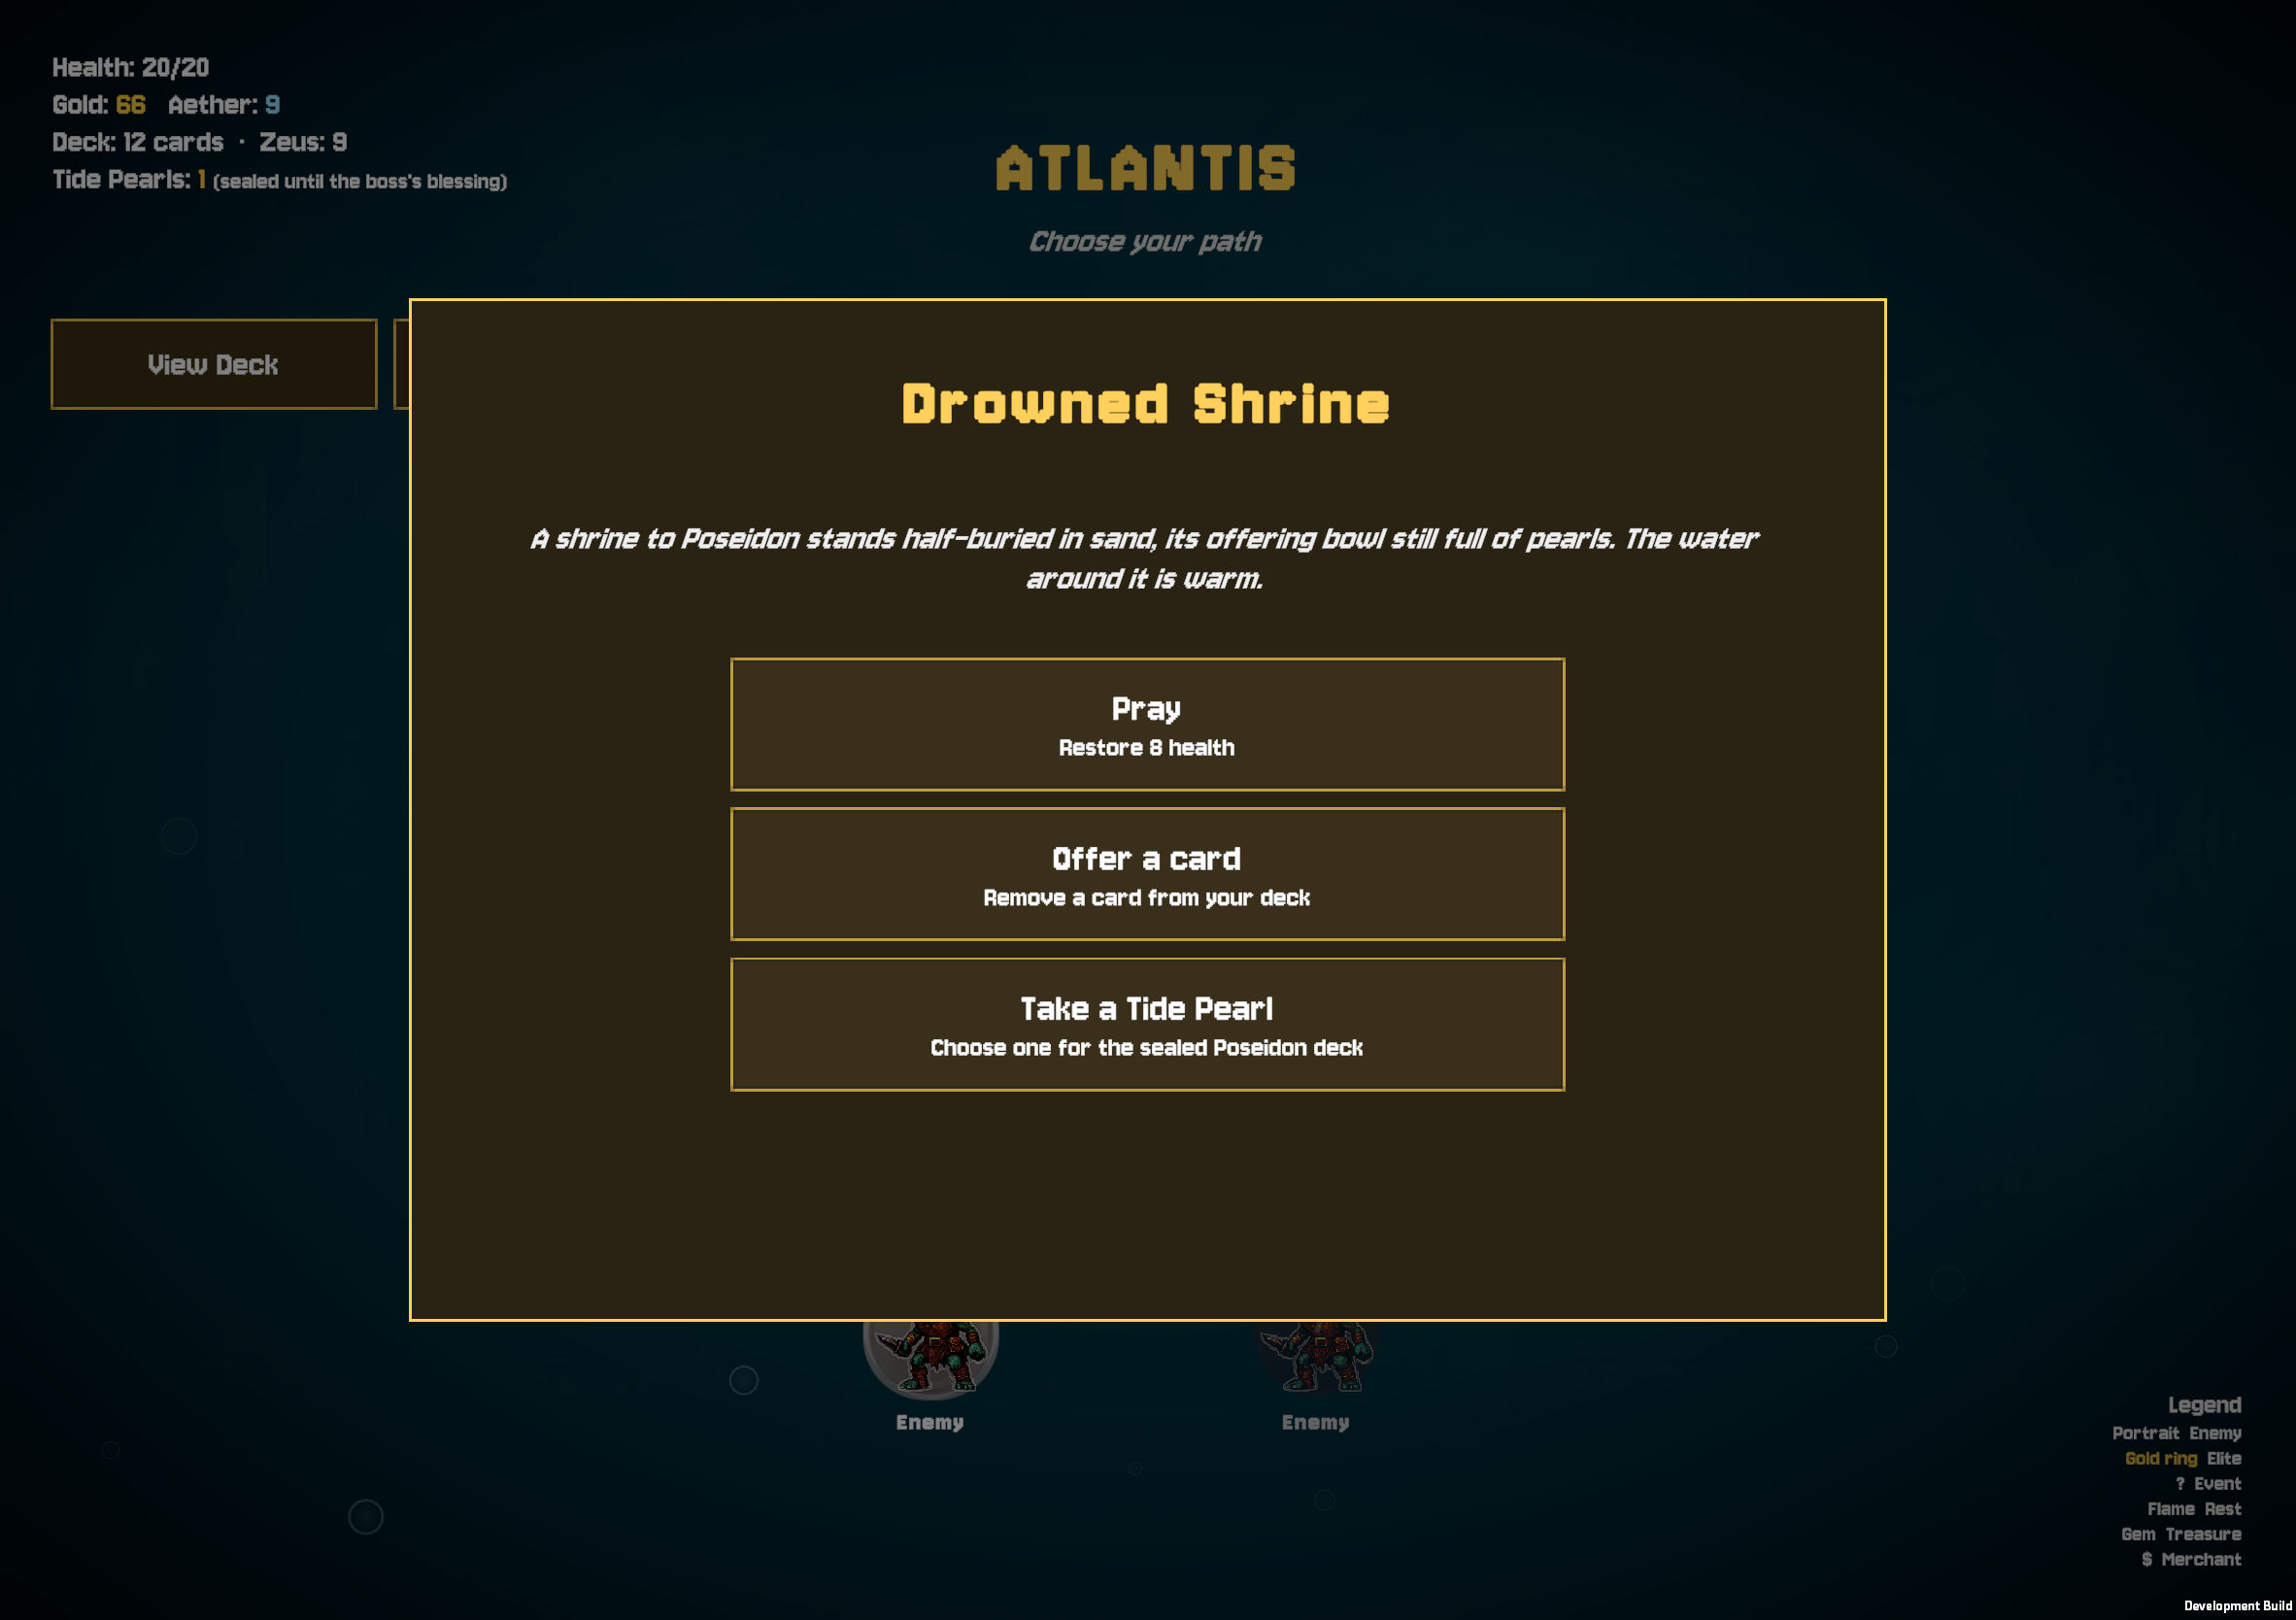 Health: 20/20
Gold: 66 Aether: 9
Deck: 12 cards · Zeus: 9
Tide Pearls: 1 (sealed until the boss's blessing)
ATLANTIS
Choose your path
View Deck
Drowned Shrine
A shrine to Poseidon stands half-buried in sand, its offering bowl still full of pearls. The water
around it is warm.
Pray
Restore 8 health
Offer a card
Remove a card from your deck
Take a Tide Pearl
Choose one for the sealed Poseidon deck
Enemy
Enemy
Legend
Portrait Enemy
Gold ring Elite
? Event
Flame Rest
Gem Treasure
$ Merchant
Development Build